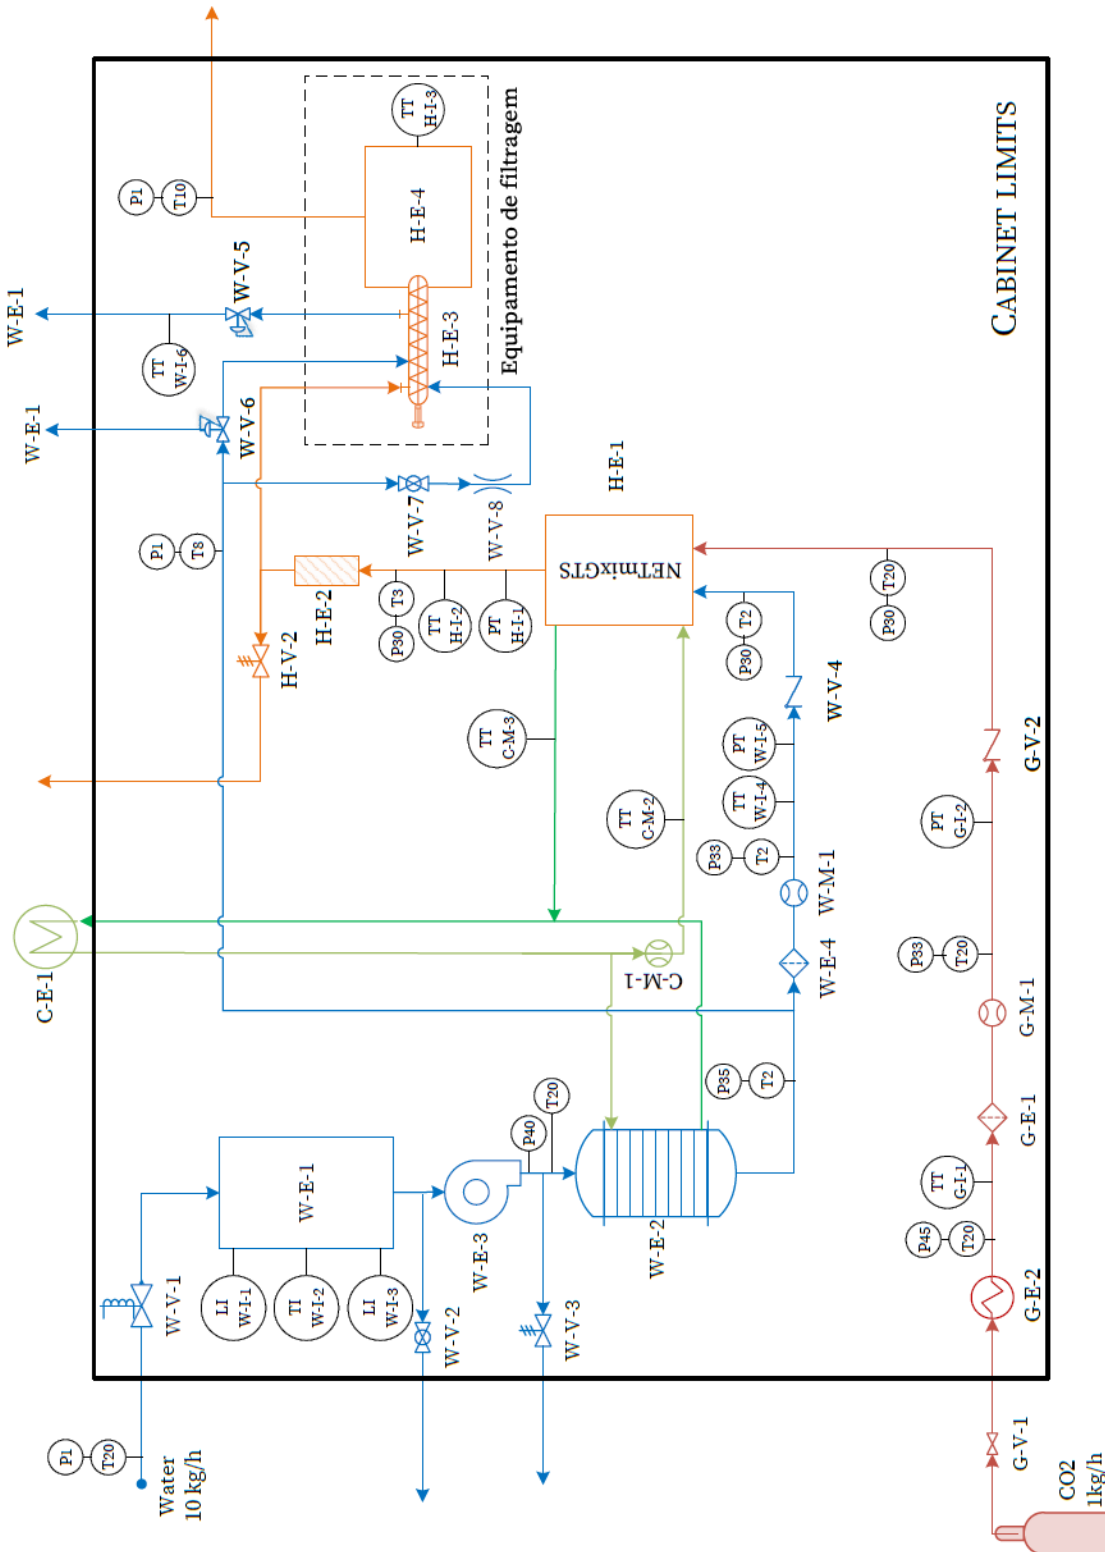 W-E-1
W-E-1
C-E-1
P1
T10
W-V-5
TT
W-I-6
W-V-6
TT
H-I-3
H-E-4
H-E-3
Equipamento de filtragem
CABINET LIMITS
P1
T8
W-V-7
W-V-8
H-E-1
NETmixGTS
H-E-2
H-V-2
P30
T3
TT
H-I-2
PT
H-I-1
TT
C-M-3
TT
C-M-2
C-M-1
P30
T2
W-V-4
PT
W-I-5
TT
W-I-4
P33
T2
W-M-1
W-E-4
P35
T2
P30
T20
G-V-2
PT
G-I-2
P33
T20
G-M-1
G-E-1
TT
G-I-1
P45
T20
G-E-2
G-V-1
CO2
1kg/h
P40
T20
W-E-2
W-E-3
W-E-1
LI
W-I-1
TI
W-I-2
LI
W-I-3
W-V-1
W-V-2
W-V-3
P1
T20
Water
10 kg/h